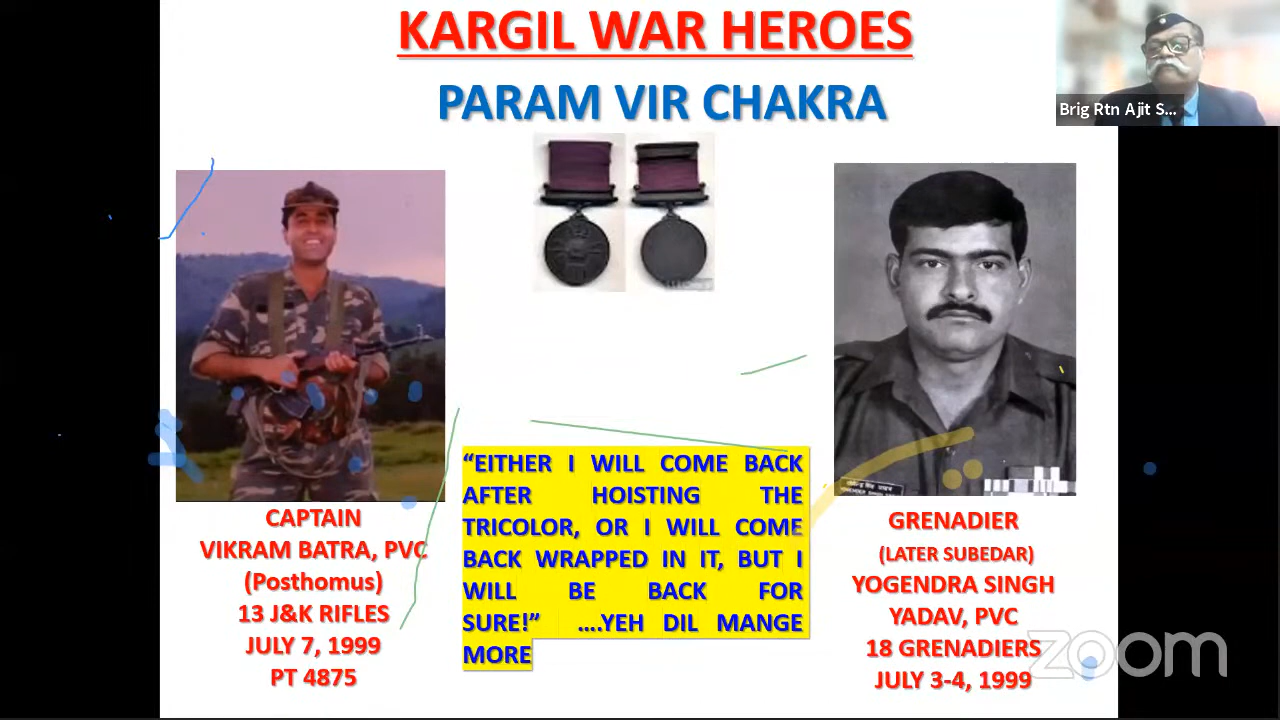 KARGIL WAR HEROES
PARAM VIR CHAKRA
Brig Rtn Ajit S...
“EITHER I WILL COME BACK
AFTER HOISTING THE
TRICOLOR, OR I WILL COME
BACK WRAPPED IN IT, BUT I
WILL BE BACK FOR
SURE!” ….YEH DIL MANGE
MORE
CAPTAIN
VIKRAM BATRA, PVC
(Posthomus)
13 J&K RIFLES
JULY 7, 1999
PT 4875
GRENADIER
(LATER SUBEDAR)
YOGENDRA SINGH
YADAV, PVC
18 GRENADIERS
JULY 3-4, 1999
zoom